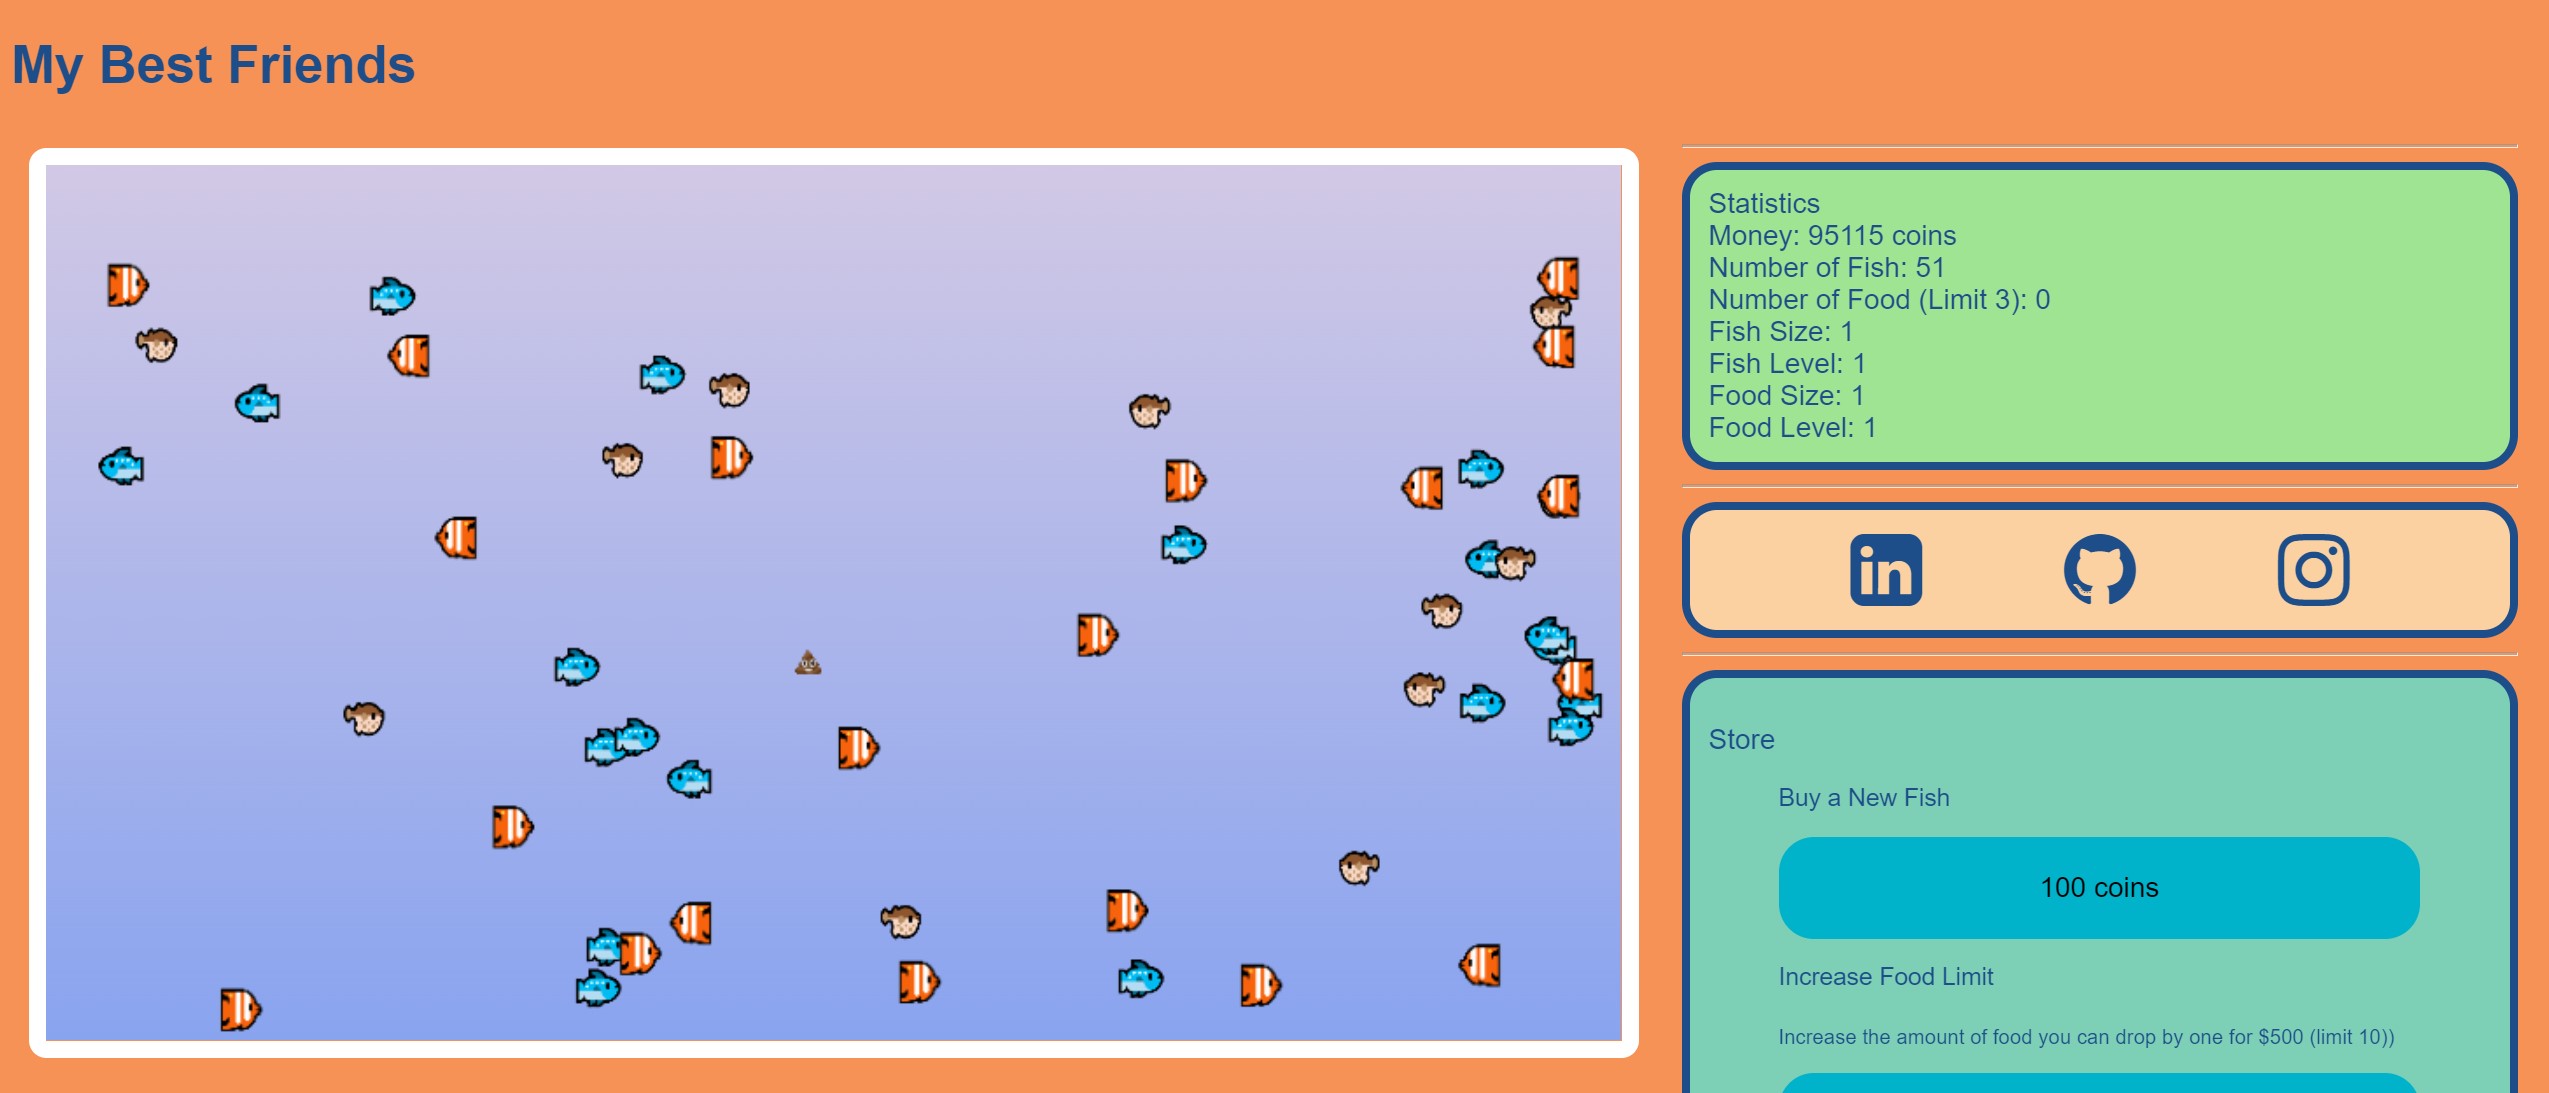 My Best Friends
Statistics
Money: 95115 coins
Number of Fish: 51
Number of Food (Limit 3): 0
Fish Size: 1
Fish Level: 1
Food Size: 1
Food Level: 1
in
Store
Buy a New Fish
100 coins
Increase Food Limit
Increase the amount of food you can drop by one for $500 (limit 10))